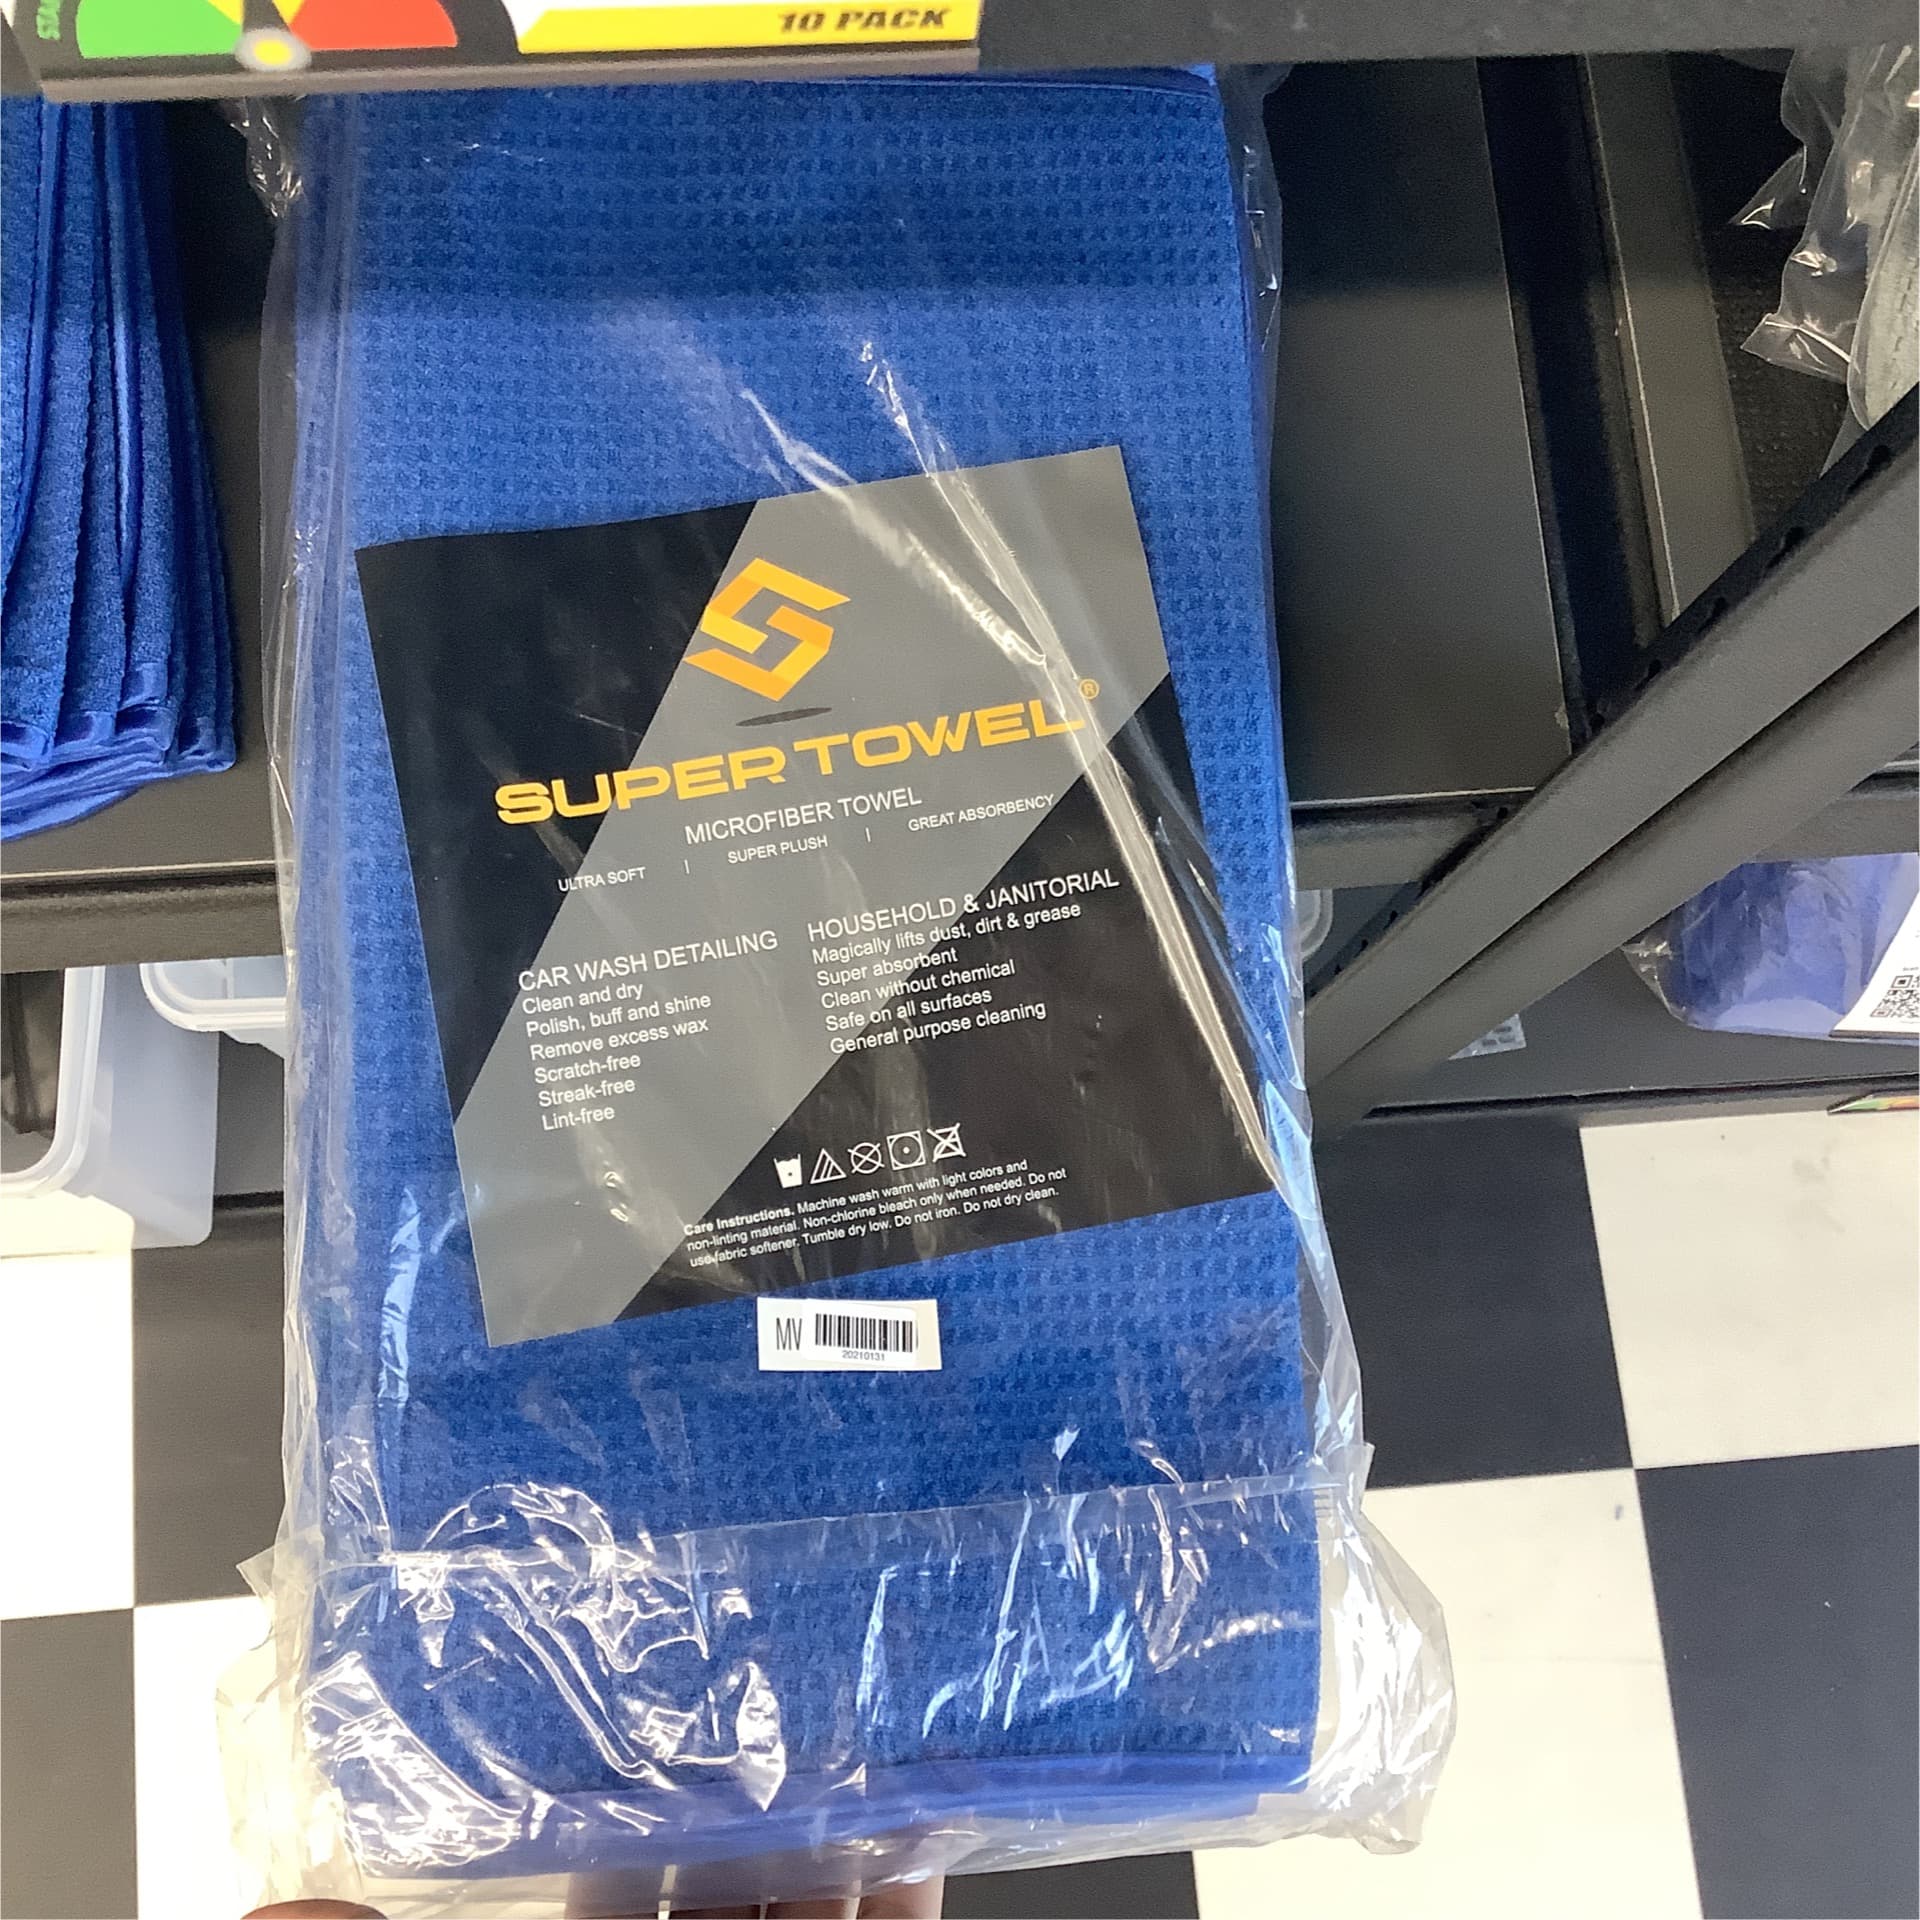 10 PACK
SUPER TOWEL®
MICROFIBER TOWEL
ULTRA SOFT | SUPER PLUSH | GREAT ABSORBENCY
CAR WASH DETAILING
Clean and dry
Polish, buff and shine
Remove excess wax
Scratch-free
Streak-free
Lint-free
HOUSEHOLD & JANITORIAL
Magically lifts dust, dirt & grease
Super absorbent
Clean without chemical
Safe on all surfaces
General purpose cleaning
Care Instructions. Machine wash warm with light colors and
non-linting material. Non-chlorine bleach only when needed. Do not
use fabric softener. Tumble dry low. Do not iron. Do not dry clean.
MV
20210131